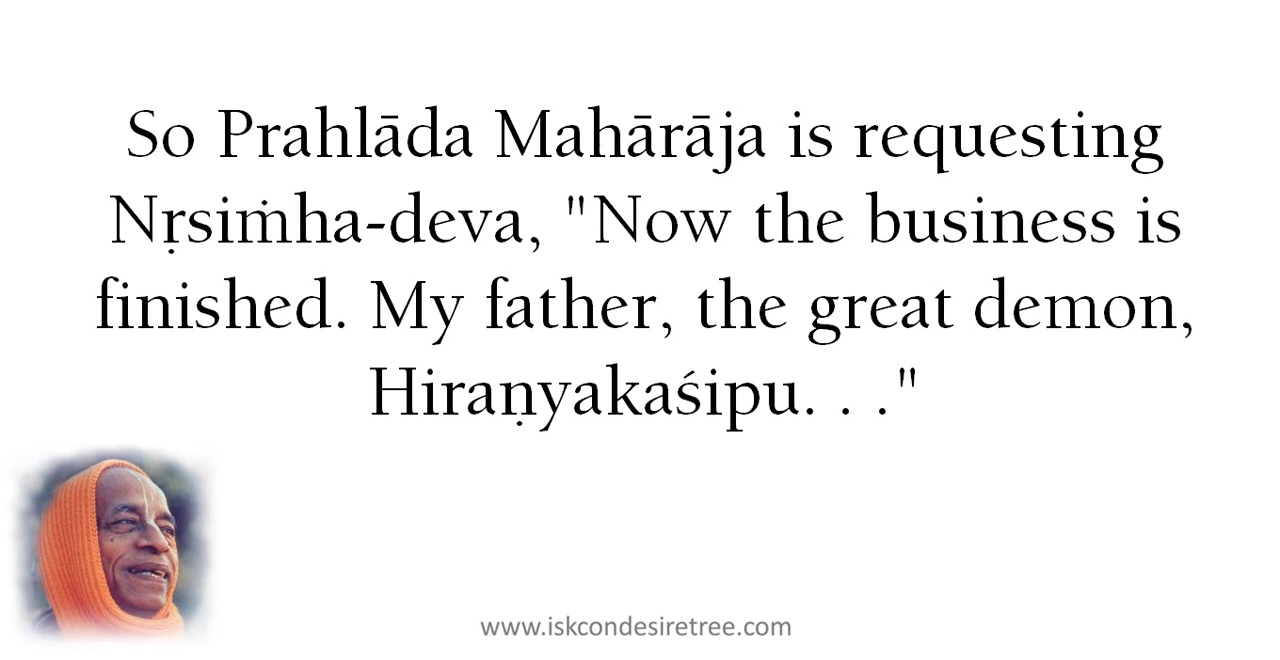 So Prahlāda Mahārāja is requesting
Nṛsiṁha-deva, "Now the business is
finished. My father, the great demon,
Hiraṇyakaśipu. . ."
www.iskcondesiretree.com